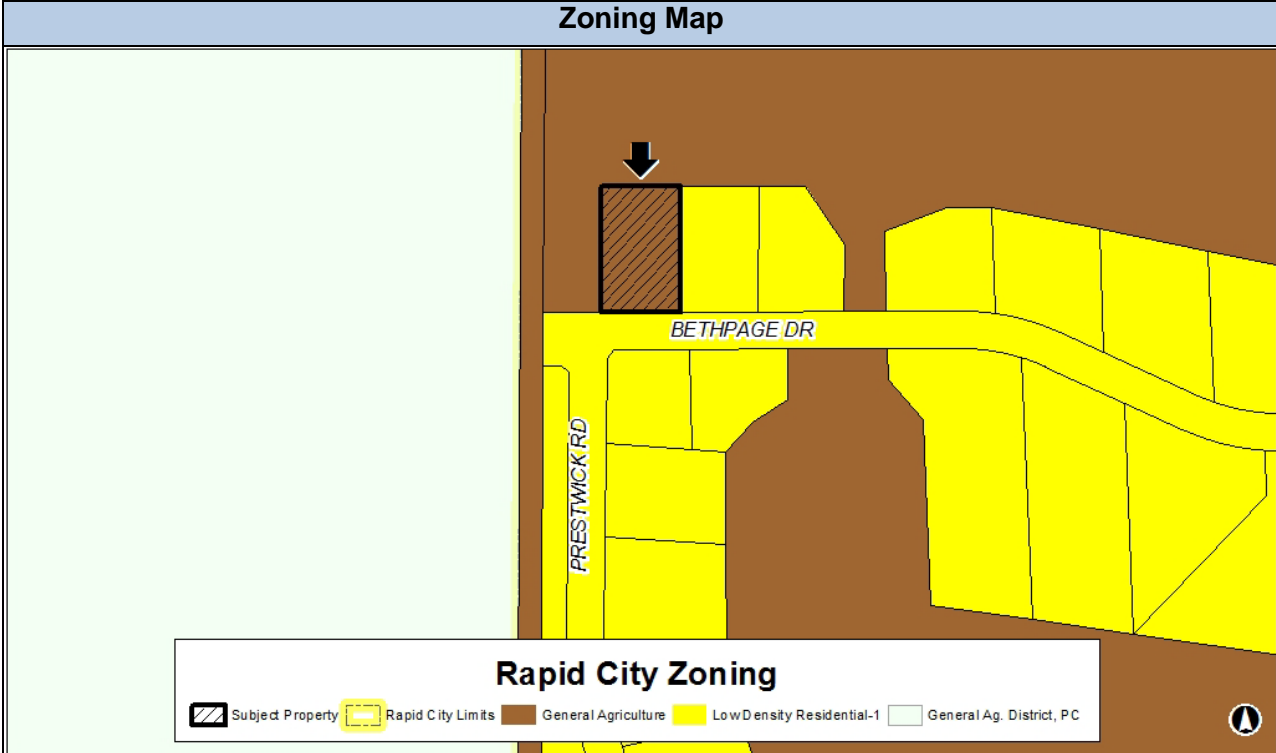 Zoning Map
BETHPAGE DR
PRESTWICK RD
Rapid City Zoning
Subject Property Rapid City Limits General Agriculture Low Density Residential-1 General Ag. District, PC